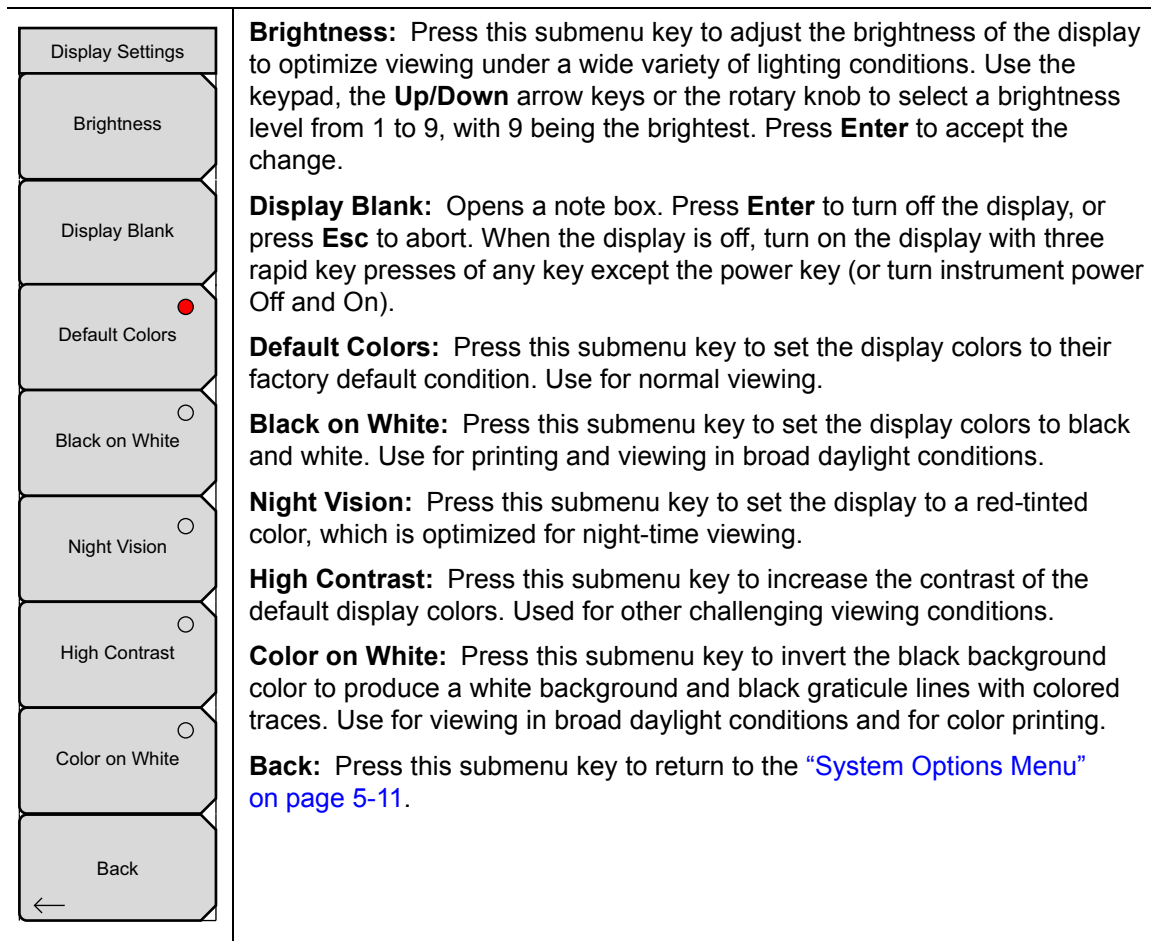 Display Settings
Brightness
Display Blank
Default Colors
Black on White
Night Vision
High Contrast
Color on White
Back
Brightness: Press this submenu key to adjust the brightness of the display
to optimize viewing under a wide variety of lighting conditions. Use the
keypad, the Up/Down arrow keys or the rotary knob to select a brightness
level from 1 to 9, with 9 being the brightest. Press Enter to accept the
change.
Display Blank: Opens a note box. Press Enter to turn off the display, or
press Esc to abort. When the display is off, turn on the display with three
rapid key presses of any key except the power key (or turn instrument power
Off and On).
Default Colors: Press this submenu key to set the display colors to their
factory default condition. Use for normal viewing.
Black on White: Press this submenu key to set the display colors to black
and white. Use for printing and viewing in broad daylight conditions.
Night Vision: Press this submenu key to set the display to a red-tinted
color, which is optimized for night-time viewing.
High Contrast: Press this submenu key to increase the contrast of the
default display colors. Used for other challenging viewing conditions.
Color on White: Press this submenu key to invert the black background
color to produce a white background and black graticule lines with colored
traces. Use for viewing in broad daylight conditions and for color printing.
Back: Press this submenu key to return to the “System Options Menu”
on page 5-11.